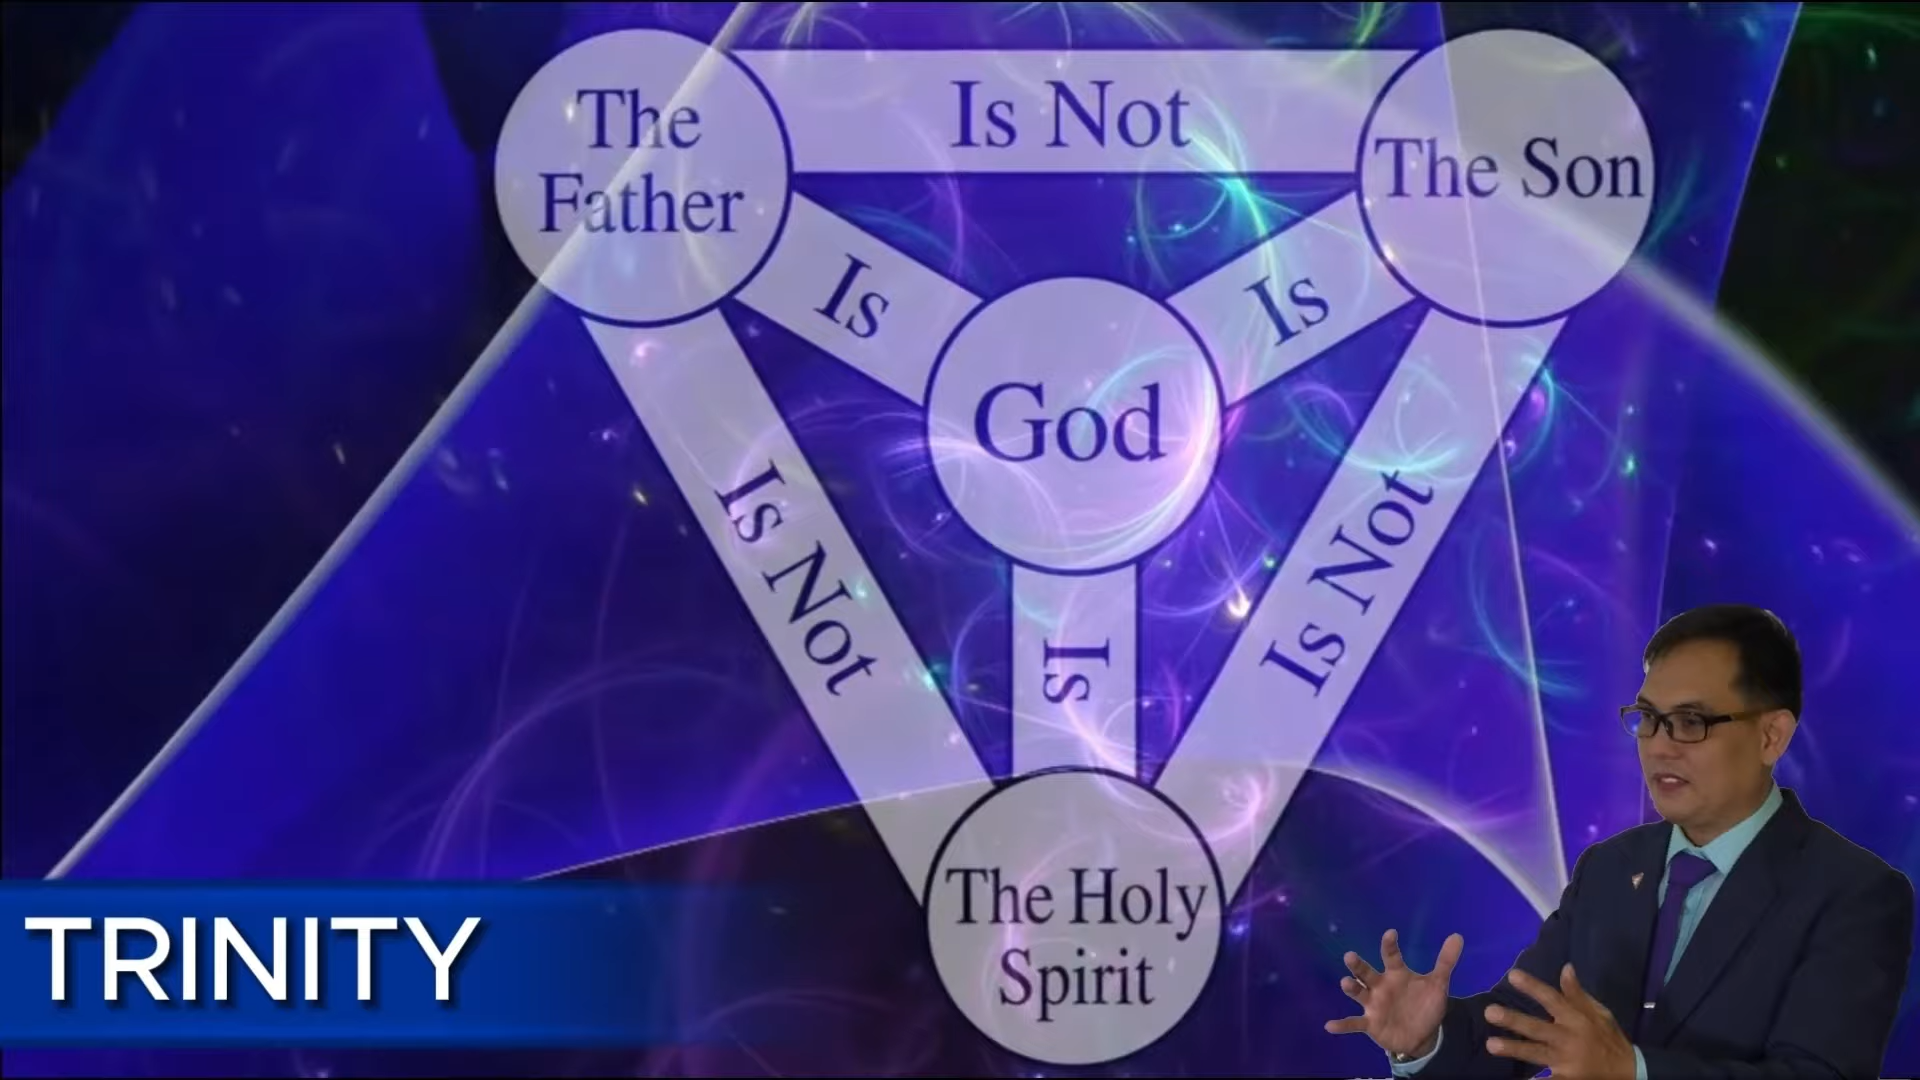 The
Father
Is Not
The Son
Is
Is
God
Is Not
Is
Is Not
The Holy
Spirit
TRINITY